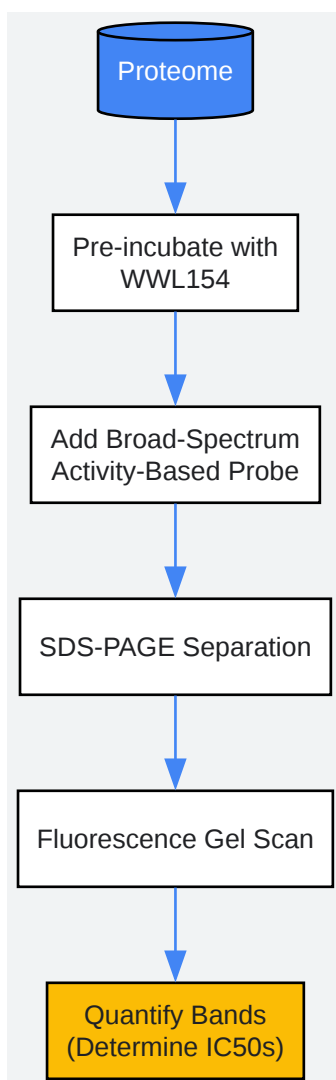 Proteome
Pre-incubate with
WWL154
Add Broad-Spectrum
Activity-Based Probe
SDS-PAGE Separation
Fluorescence Gel Scan
Quantify Bands
(Determine IC50s)